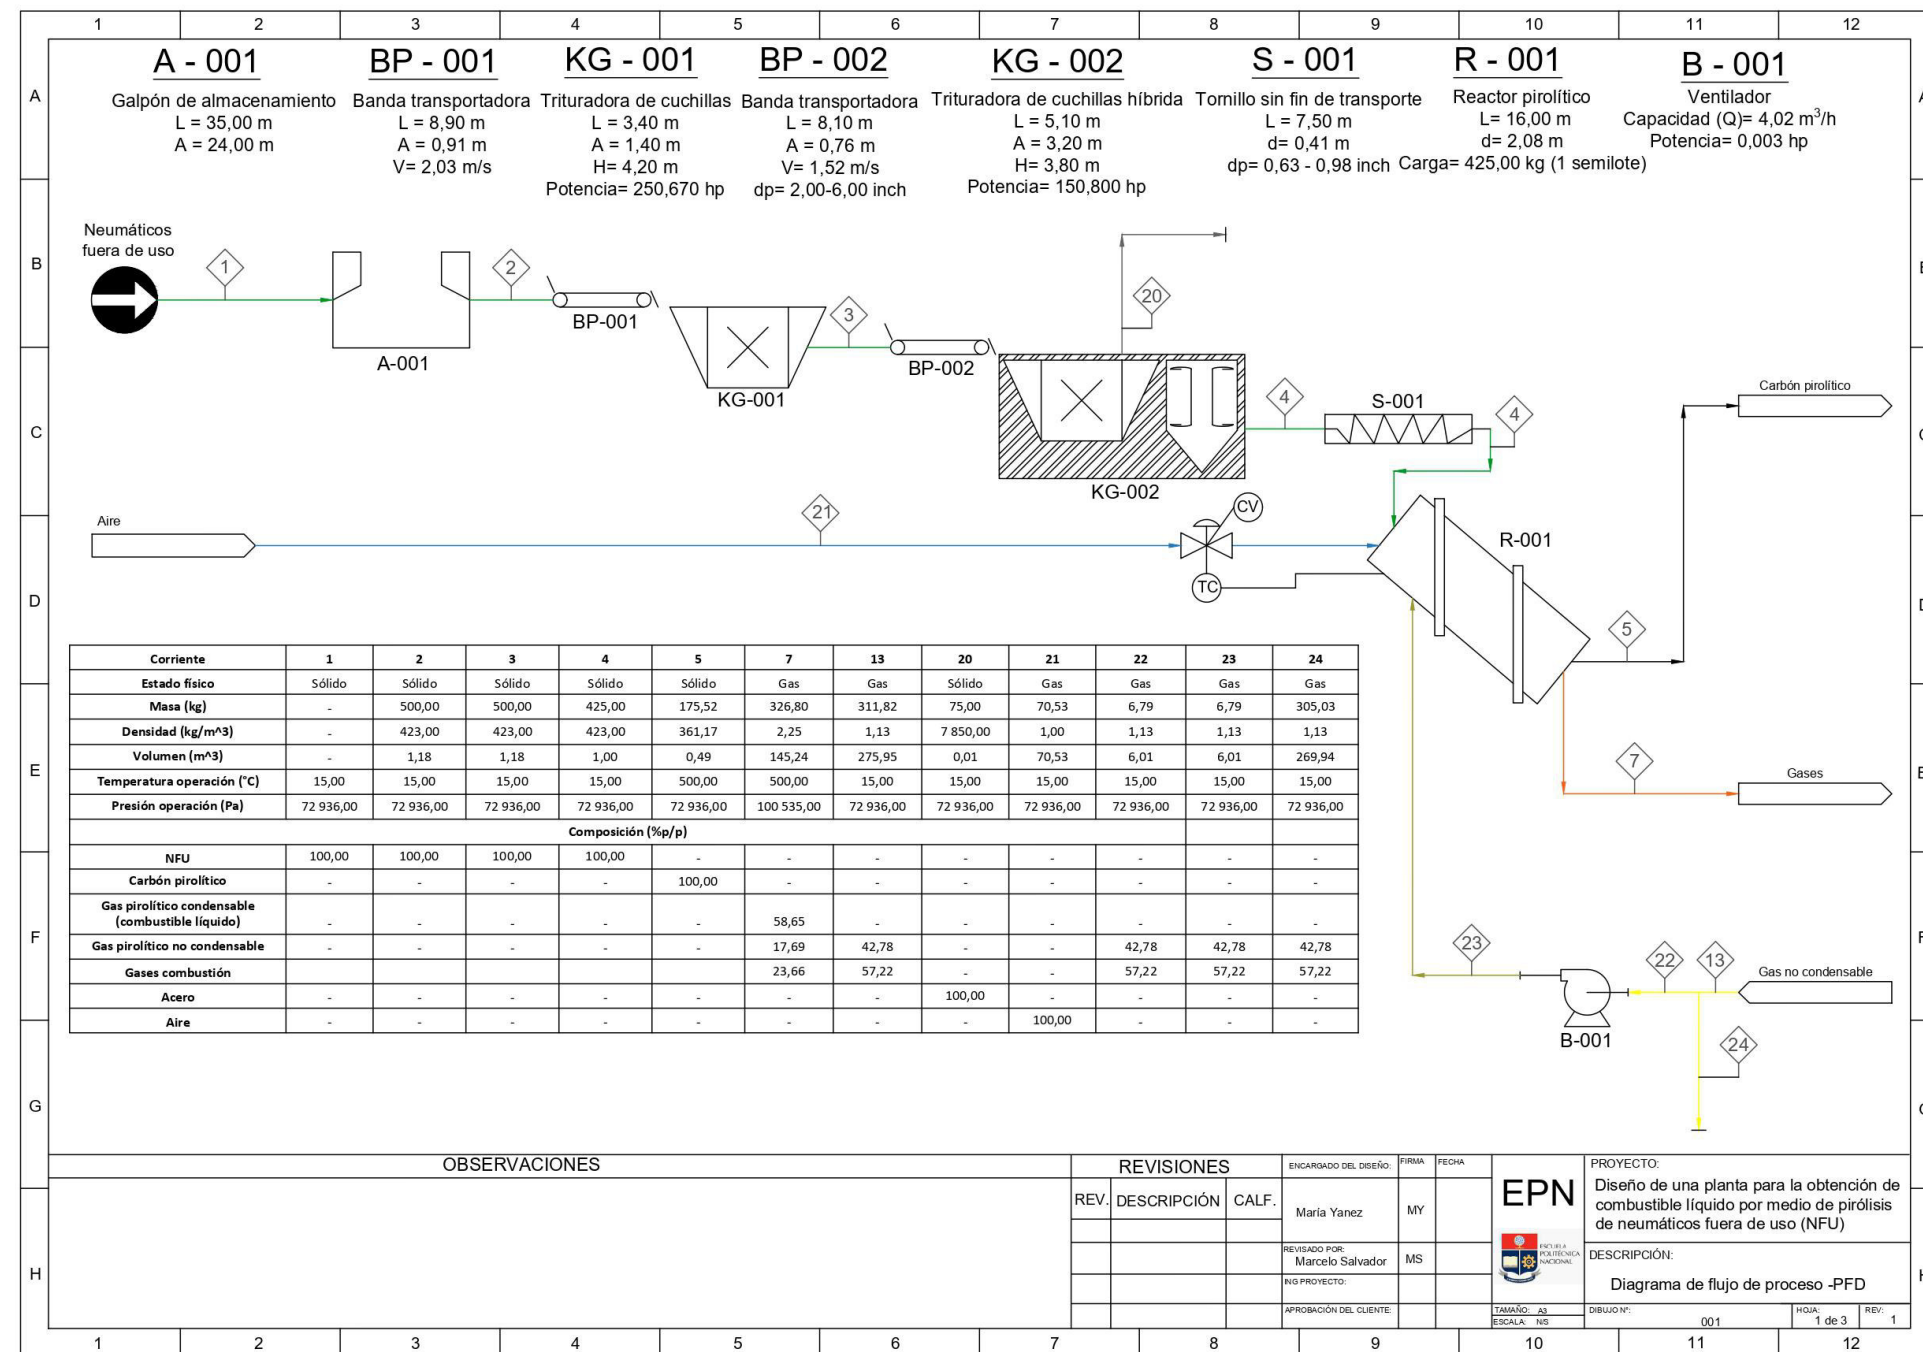 1 2 3 4 5 6 7 8 9 10 11 12
A - 001
Galpón de almacenamiento
L = 35,00 m
A = 24,00 m
BP - 001
Banda transportadora
L = 8,90 m
A = 0,91 m
V= 2,03 m/s
KG - 001
Trituradora de cuchillas
L = 3,40 m
A = 1,40 m
H= 4,20 m
Potencia= 250,670 hp
BP - 002
Banda transportadora
L = 8,10 m
A = 0,76 m
V= 1,52 m/s
dp= 2,00-6,00 inch
KG - 002
Trituradora de cuchillas híbrida
L = 5,10 m
A = 3,20 m
H= 3,80 m
Potencia= 150,800 hp
S - 001
Tornillo sin fin de transporte
L = 7,50 m
d= 0,41 m
dp= 0,63 - 0,98 inch
R - 001
Reactor pirolítico
L= 16,00 m
d= 2,08 m
Carga= 425,00 kg (1 semilote)
B - 001
Ventilador
Capacidad (Q)= 4,02 m³/h
Potencia= 0,003 hp
A
B
C
D
E
F
G
H
Neumáticos
fuera de uso
1
2
3
20
4
4
A-001
BP-001
KG-001
BP-002
KG-002
S-001
Carbón pirolítico
Aire
21
CV
TC
R-001
5
7
Gases
23
22
13
Gas no condensable
B-001
24
Corriente 1 2 3 4 5 7 13 20 21 22 23 24
Estado físico Sólido Sólido Sólido Sólido Sólido Gas Gas Sólido Gas Gas Gas Gas
Masa (kg) - 500,00 500,00 425,00 175,52 326,80 311,82 75,00 70,53 6,79 6,79 305,03
Densidad (kg/m^3) - 423,00 423,00 423,00 361,17 2,25 1,13 7 850,00 1,00 1,13 1,13 1,13
Volumen (m^3) - 1,18 1,18 1,00 0,49 145,24 275,95 0,01 70,53 6,01 6,01 269,94
Temperatura operación (°C) 15,00 15,00 15,00 15,00 500,00 500,00 15,00 15,00 15,00 15,00 15,00 15,00
Presión operación (Pa) 72 936,00 72 936,00 72 936,00 72 936,00 72 936,00 100 535,00 72 936,00 72 936,00 72 936,00 72 936,00 72 936,00 72 936,00
Composición (%p/p)
NFU 100,00 100,00 100,00 100,00 - - - - - - - -
Carbón pirolítico - - - - 100,00 - - - - - - -
Gas pirolítico condensable
(combustible líquido) - - - - - 58,65 - - - - - -
Gas pirolítico no condensable - - - - - 17,69 42,78 - - 42,78 42,78 42,78
Gases combustión 23,66 57,22 - - 57,22 57,22 57,22
Acero - - - - - - - 100,00 - - - -
Aire - - - - - - - - 100,00 - - -
OBSERVACIONES
REVISIONES
REV. DESCRIPCIÓN CALF.
ENCARGADO DEL DISEÑO: FIRMA FECHA
María Yanez MY
REVISADO POR:
Marcelo Salvador MS
ING PROYECTO:
APROBACIÓN DEL CLIENTE:
EPN
ESCUELA
POLITÉCNICA
NACIONAL
TAMAÑO: A3
ESCALA: N/S
PROYECTO:
Diseño de una planta para la obtención de
combustible líquido por medio de pirólisis
de neumáticos fuera de uso (NFU)
DESCRIPCIÓN:
Diagrama de flujo de proceso -PFD
DIBUJO N°:
001
HOJA:
1 de 3
REV:
1
1 2 3 4 5 6 7 8 9 10 11 12